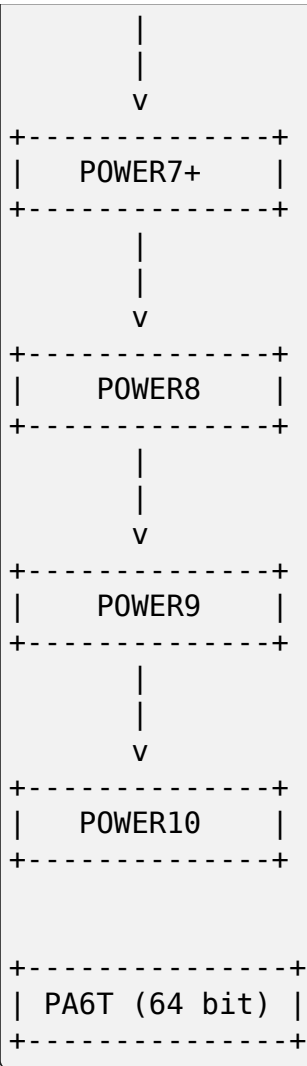 |
|
v
+--------------+
|    POWER7+    |
+--------------+
|
|
v
+--------------+
|     POWER8     |
+--------------+
|
|
v
+--------------+
|     POWER9     |
+--------------+
|
|
v
+--------------+
|    POWER10    |
+--------------+
+---------------+
| PA6T (64 bit) |
+---------------+